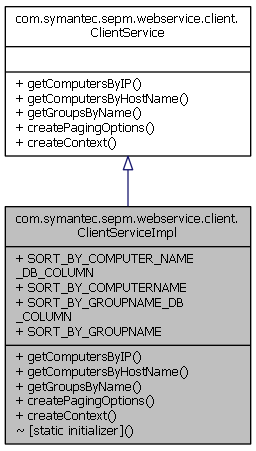 com.symantec.sepm.webservice.client.
ClientService
+ getComputersByIP()
+ getComputersByHostName()
+ getGroupsByName()
+ createPagingOptions()
+ createContext()
com.symantec.sepm.webservice.client.
ClientServiceImpl
+ SORT_BY_COMPUTER_NAME
_DB_COLUMN
+ SORT_BY_COMPUTERNAME
+ SORT_BY_GROUPNAME_DB
_COLUMN
+ SORT_BY_GROUPNAME
+ getComputersByIP()
+ getComputersByHostName()
+ getGroupsByName()
+ createPagingOptions()
+ createContext()
~ [static initializer]()